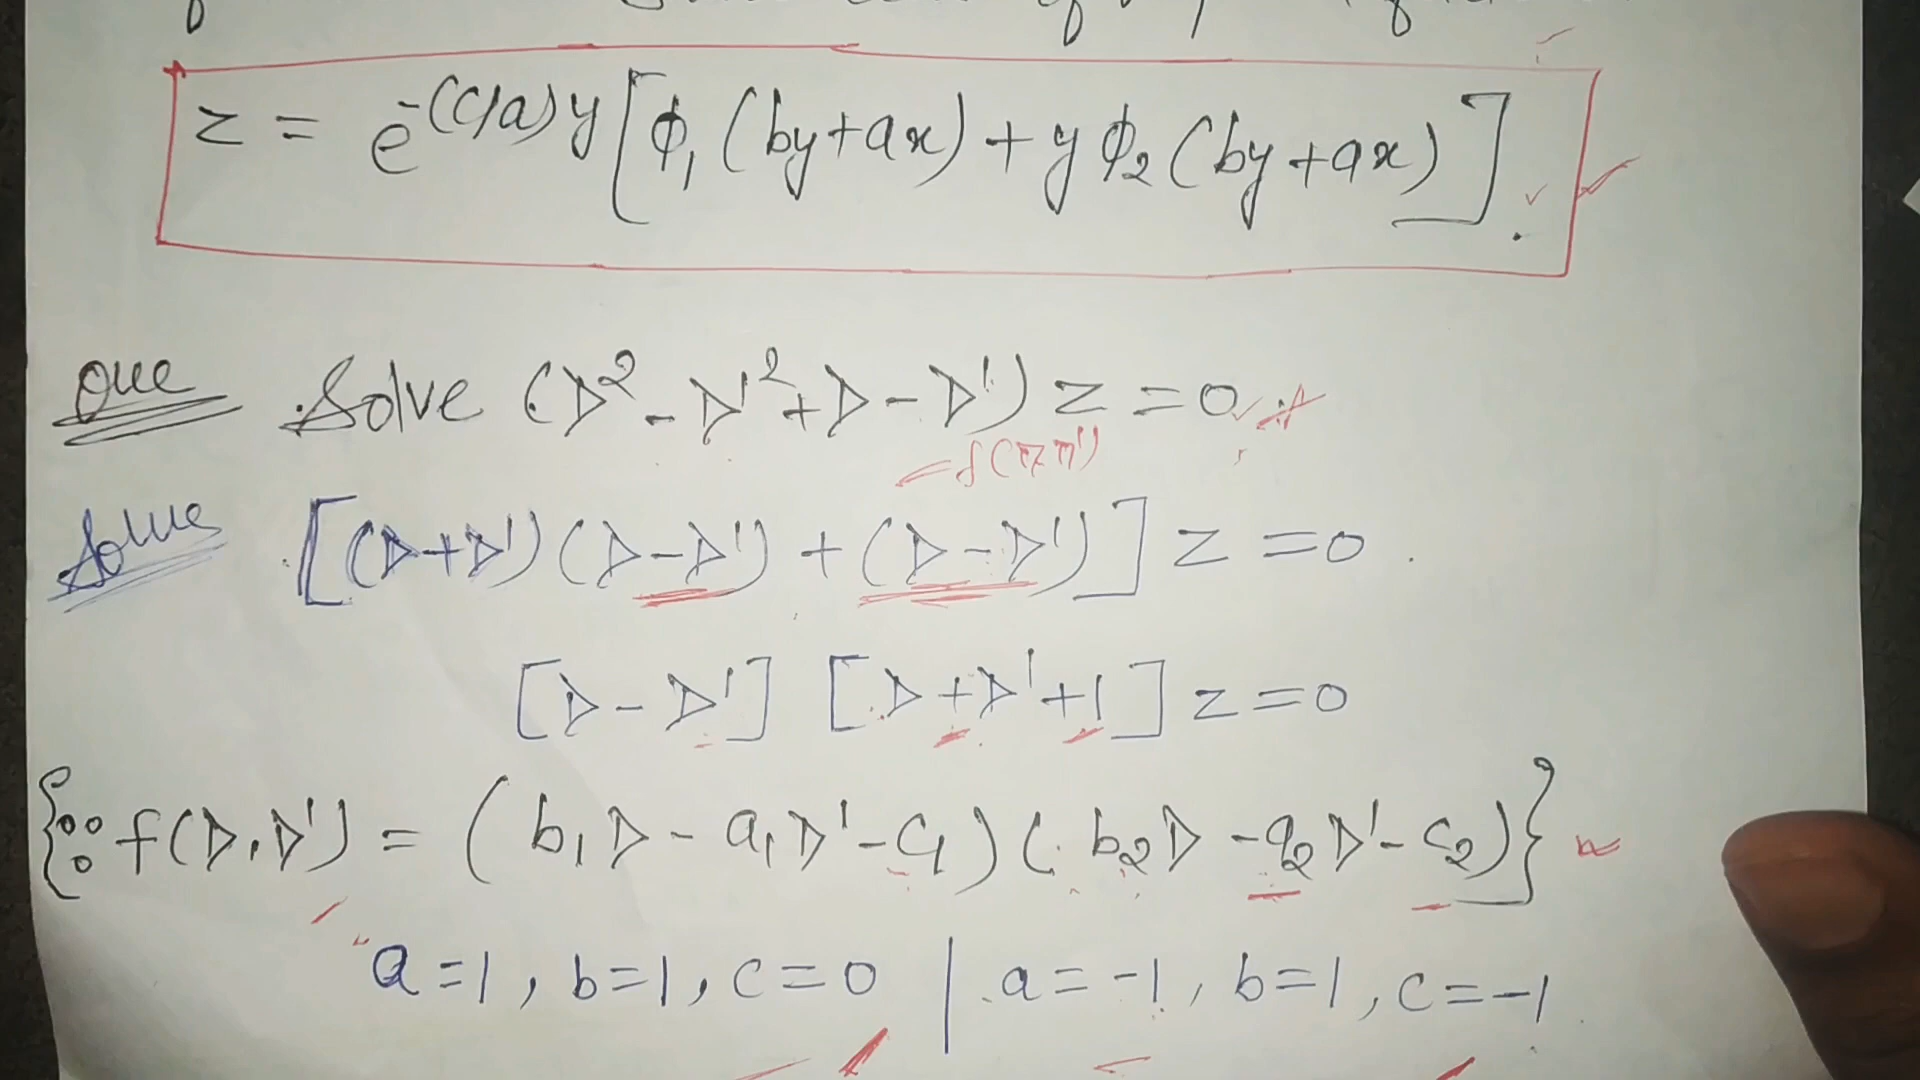 z = e^-(c/a)y [ϕ₁ (by+ax) + y ϕ₂ (by+ax)].
Que Solve (D² - D'² + D - D') z = 0
= f(D D')
Solus [(D+D') (D-D') + (D-D')] z = 0.
[D - D'] [D + D' + 1] z = 0
{∵ f(D, D') = (b₁D - a₁D' - c₁) (b₂D - a₂D' - c₂)}
a = 1, b = 1, c = 0 | a = -1, b = 1, c = -1